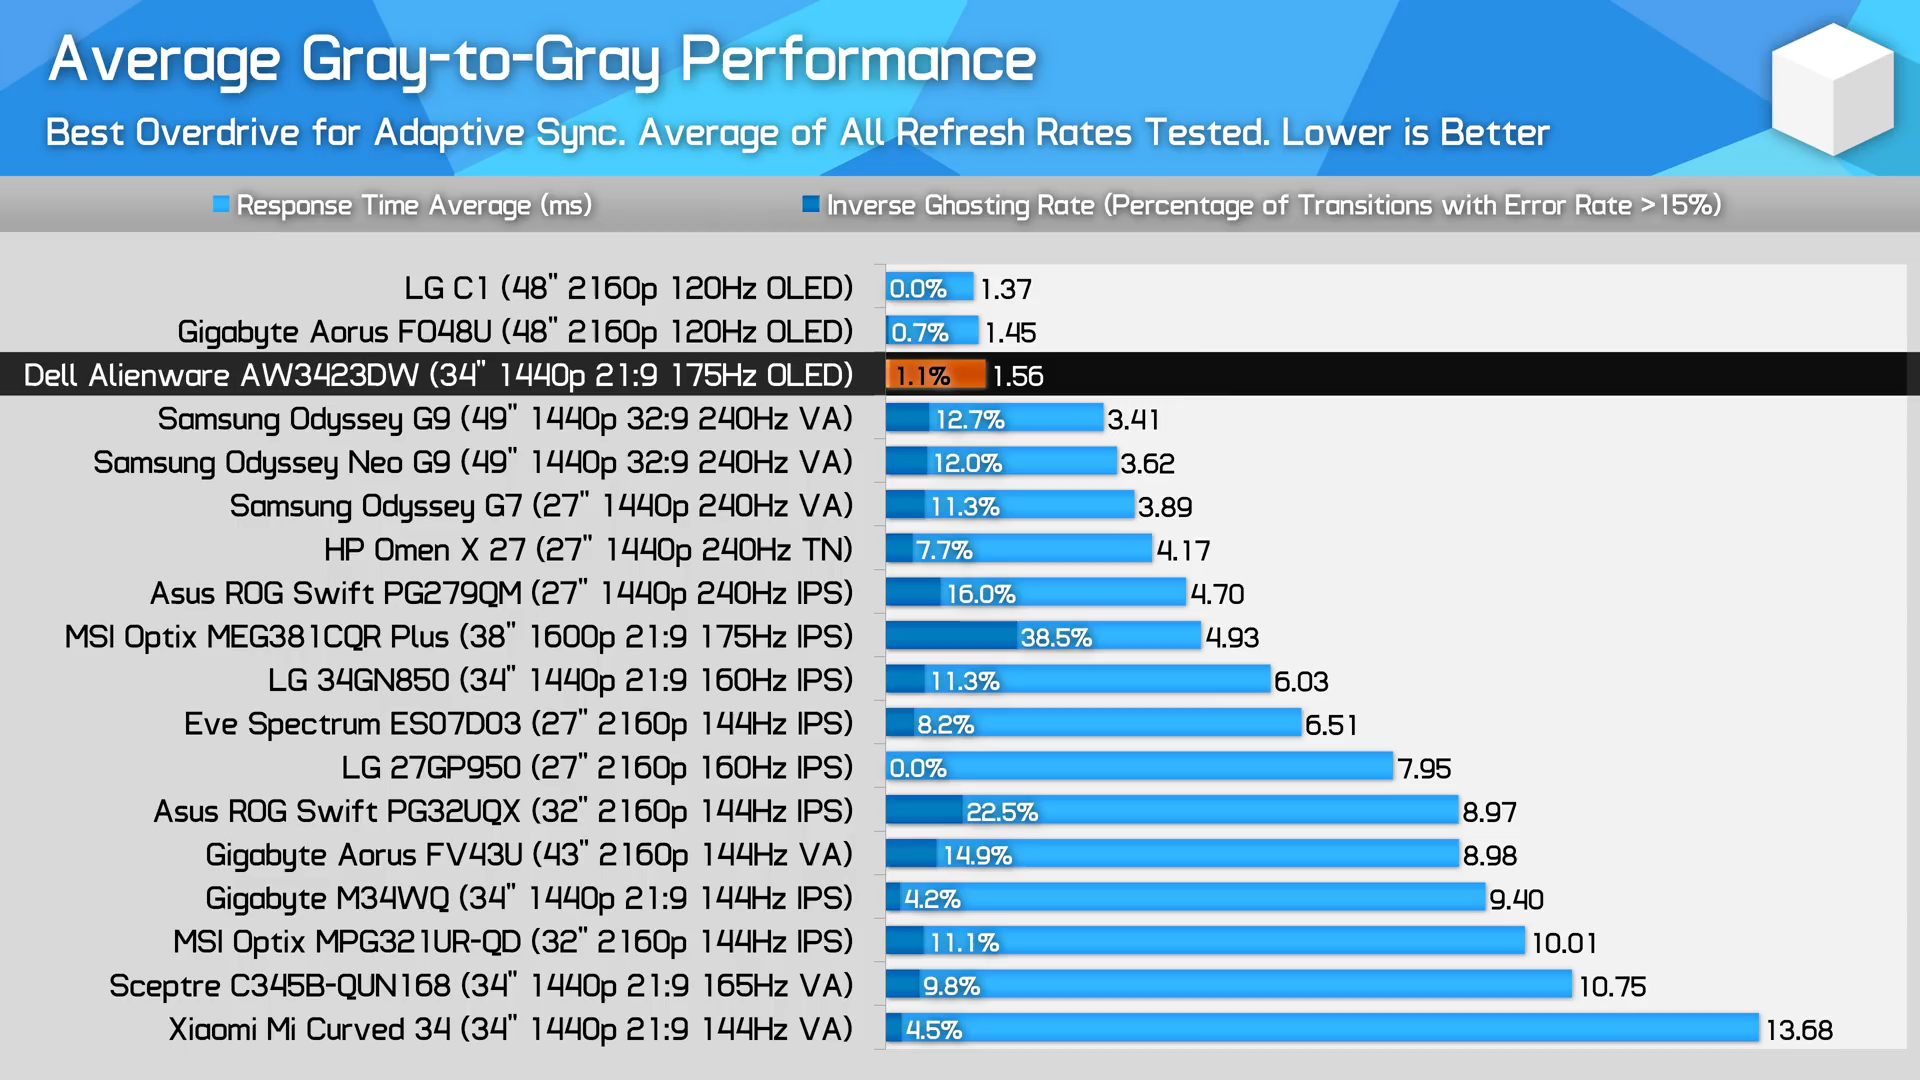 Average Gray-to-Gray Performance
Best Overdrive for Adaptive Sync. Average of All Refresh Rates Tested. Lower is Better
Response Time Average (ms) Inverse Ghosting Rate (Percentage of Transitions with Error Rate >15%)
LG C1 (48" 2160p 120Hz OLED) 0.0% 1.37
Gigabyte Aorus FO48U (48" 2160p 120Hz OLED) 0.7% 1.45
Dell Alienware AW3423DW (34" 1440p 21:9 175Hz OLED) 1.1% 1.56
Samsung Odyssey G9 (49" 1440p 32:9 240Hz VA) 12.7% 3.41
Samsung Odyssey Neo G9 (49" 1440p 32:9 240Hz VA) 12.0% 3.62
Samsung Odyssey G7 (27" 1440p 240Hz VA) 11.3% 3.89
HP Omen X 27 (27" 1440p 240Hz TN) 7.7% 4.17
Asus ROG Swift PG279QM (27" 1440p 240Hz IPS) 16.0% 4.70
MSI Optix MEG381CQR Plus (38" 1600p 21:9 175Hz IPS) 38.5% 4.93
LG 34GN850 (34" 1440p 21:9 160Hz IPS) 11.3% 6.03
Eve Spectrum ES07D03 (27" 2160p 144Hz IPS) 8.2% 6.51
LG 27GP950 (27" 2160p 160Hz IPS) 0.0% 7.95
Asus ROG Swift PG32UQX (32" 2160p 144Hz IPS) 22.5% 8.97
Gigabyte Aorus FV43U (43" 2160p 144Hz VA) 14.9% 8.98
Gigabyte M34WQ (34" 1440p 21:9 144Hz IPS) 4.2% 9.40
MSI Optix MPG321UR-QD (32" 2160p 144Hz IPS) 11.1% 10.01
Sceptre C345B-QUN168 (34" 1440p 21:9 165Hz VA) 9.8% 10.75
Xiaomi Mi Curved 34 (34" 1440p 21:9 144Hz VA) 4.5% 13.68